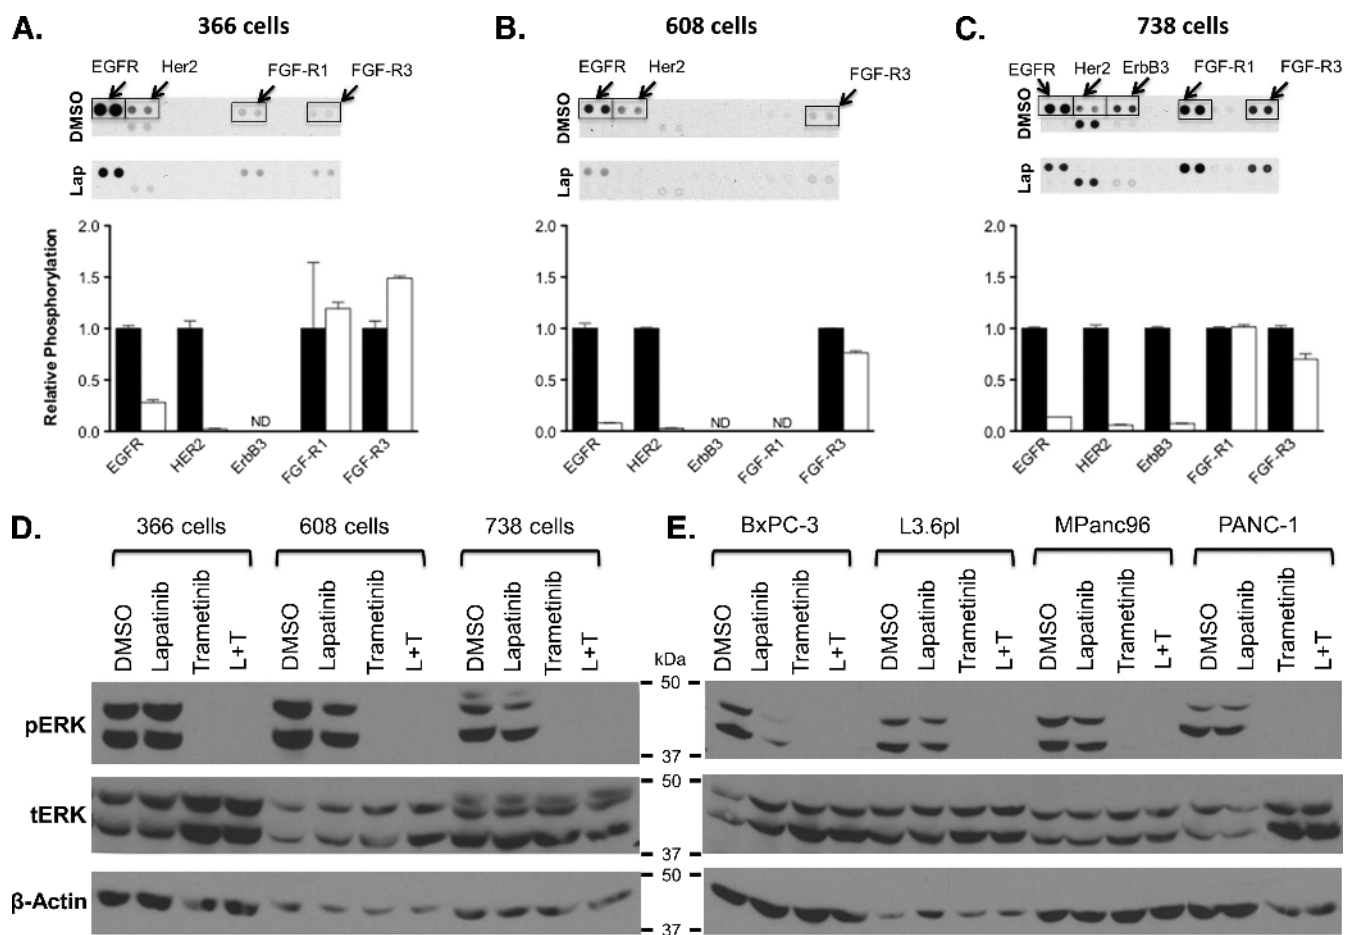 A.
366 cells
EGFR
Her2
FGF-R1
FGF-R3
DMSO
Lap
Relative Phosphorylation
2.0
1.5
1.0
0.5
0.0
ND
EGFR
HER2
ErbB3
FGF-R1
FGF-R3
B.
608 cells
EGFR
Her2
FGF-R3
DMSO
Lap
2.0
1.5
1.0
0.5
0.0
ND
ND
EGFR
HER2
ErbB3
FGF-R1
FGF-R3
C.
738 cells
EGFR
Her2
ErbB3
FGF-R1
FGF-R3
DMSO
Lap
2.0
1.5
1.0
0.5
0.0
EGFR
HER2
ErbB3
FGF-R1
FGF-R3
D.
366 cells
608 cells
738 cells
DMSO
Lapatinib
Trametinib
L+T
DMSO
Lapatinib
Trametinib
L+T
DMSO
Lapatinib
Trametinib
L+T
pERK
tERK
β-Actin
kDa
50
37
50
37
50
37
E.
BxPC-3
L3.6pl
MPanc96
PANC-1
DMSO
Lapatinib
Trametinib
L+T
DMSO
Lapatinib
Trametinib
L+T
DMSO
Lapatinib
Trametinib
L+T
DMSO
Lapatinib
Trametinib
L+T